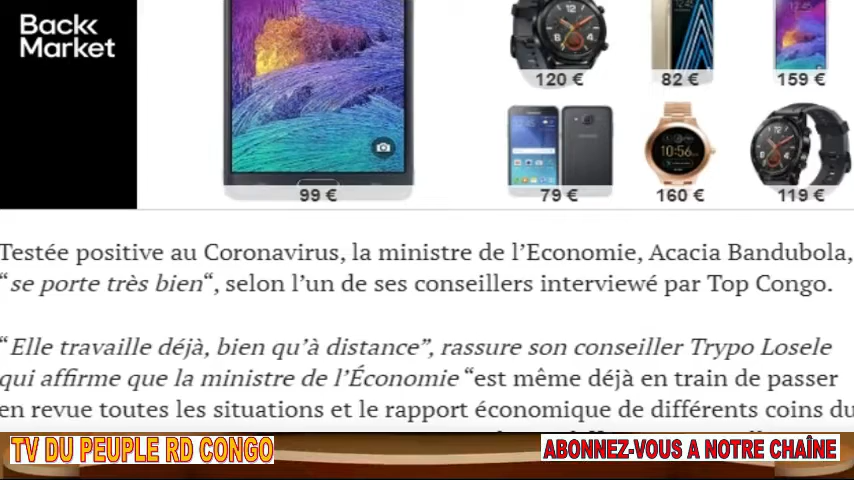 Back
Market
120 €
82 €
159 €
99 €
79 €
10:56
160 €
119 €
Testée positive au Coronavirus, la ministre de l’Economie, Acacia Bandubola,
“se porte très bien“, selon l’un de ses conseillers interviewé par Top Congo.
“Elle travaille déjà, bien qu’à distance”, rassure son conseiller Trypo Losele
qui affirme que la ministre de l’Économie “est même déjà en train de passer
en revue toutes les situations et le rapport économique de différents coins du
TV DU PEUPLE RD CONGO
ABONNEZ-VOUS A NOTRE CHAÎNE